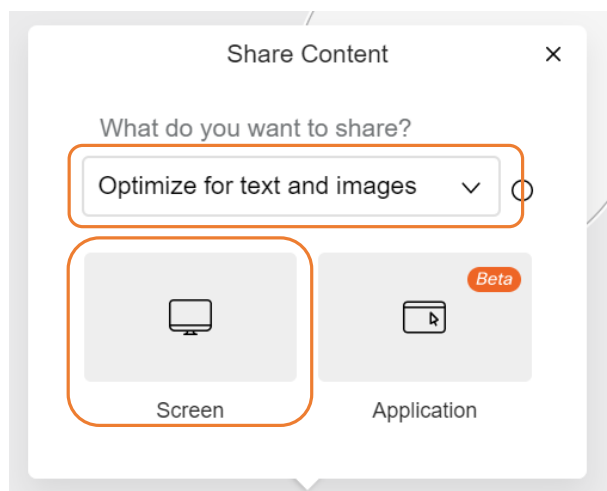 Share Content
What do you want to share?
Optimize for text and images
Beta
Screen
Application